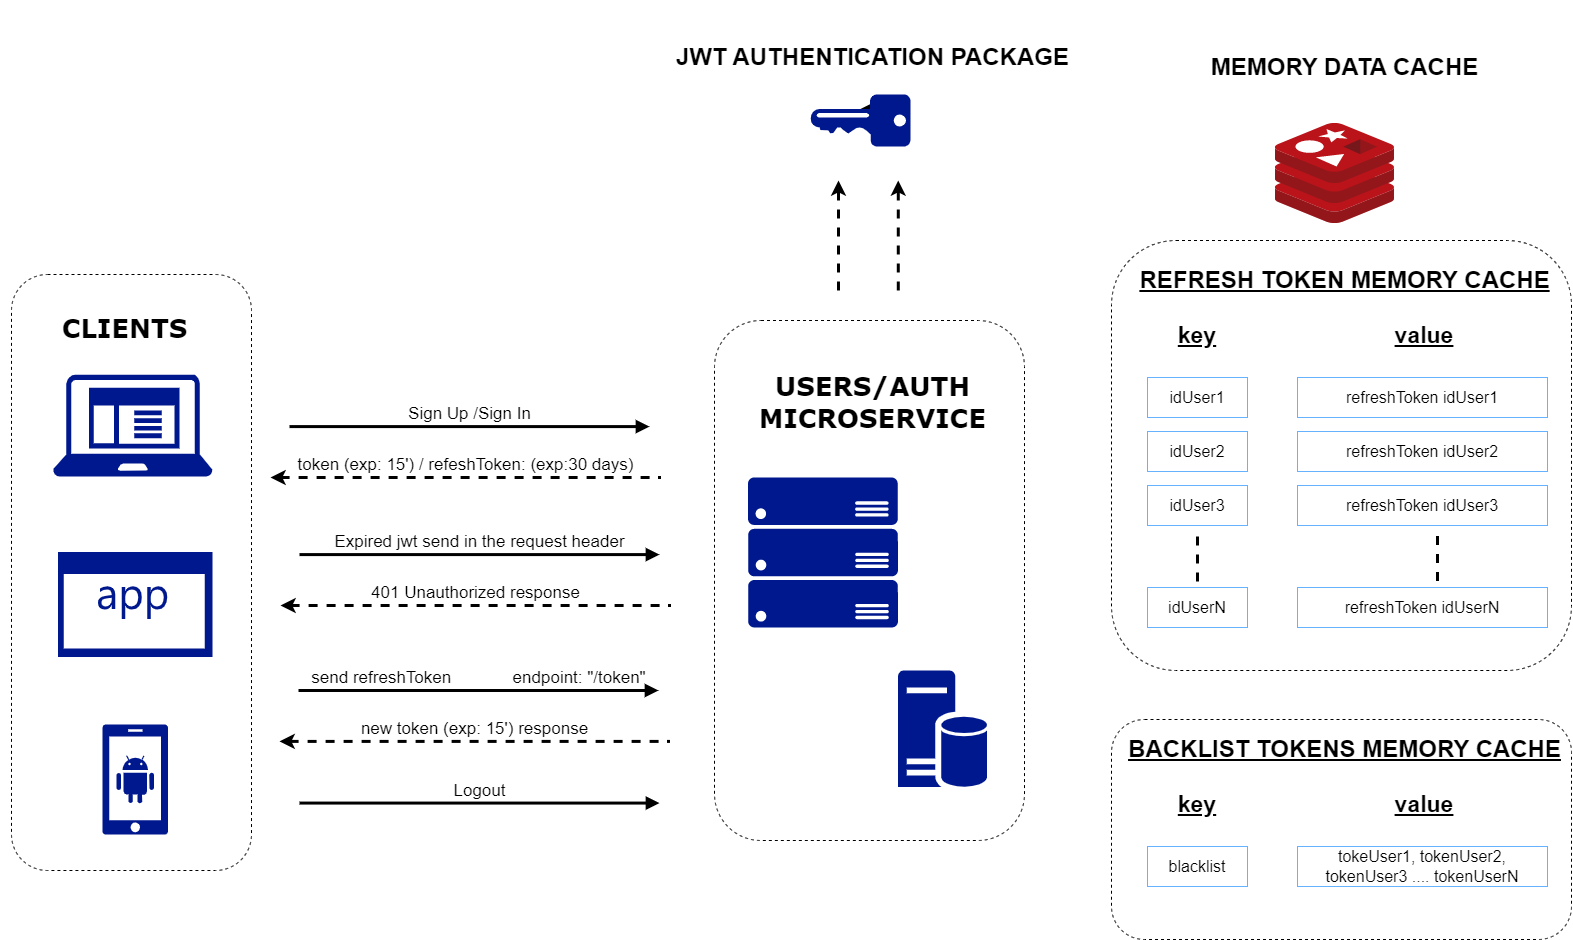 JWT AUTHENTICATION PACKAGE
MEMORY DATA CACHE
CLIENTS
app
Sign Up /Sign In
token (exp: 15') / refeshToken: (exp:30 days)
Expired jwt send in the request header
401 Unauthorized response
send refreshToken endpoint: "/token"
new token (exp: 15') response
Logout
USERS/AUTH
MICROSERVICE
REFRESH TOKEN MEMORY CACHE
key value
idUser1 refreshToken idUser1
idUser2 refreshToken idUser2
idUser3 refreshToken idUser3
idUserN refreshToken idUserN
BACKLIST TOKENS MEMORY CACHE
key value
blacklist
tokeUser1, tokenUser2,
tokenUser3 .... tokenUserN